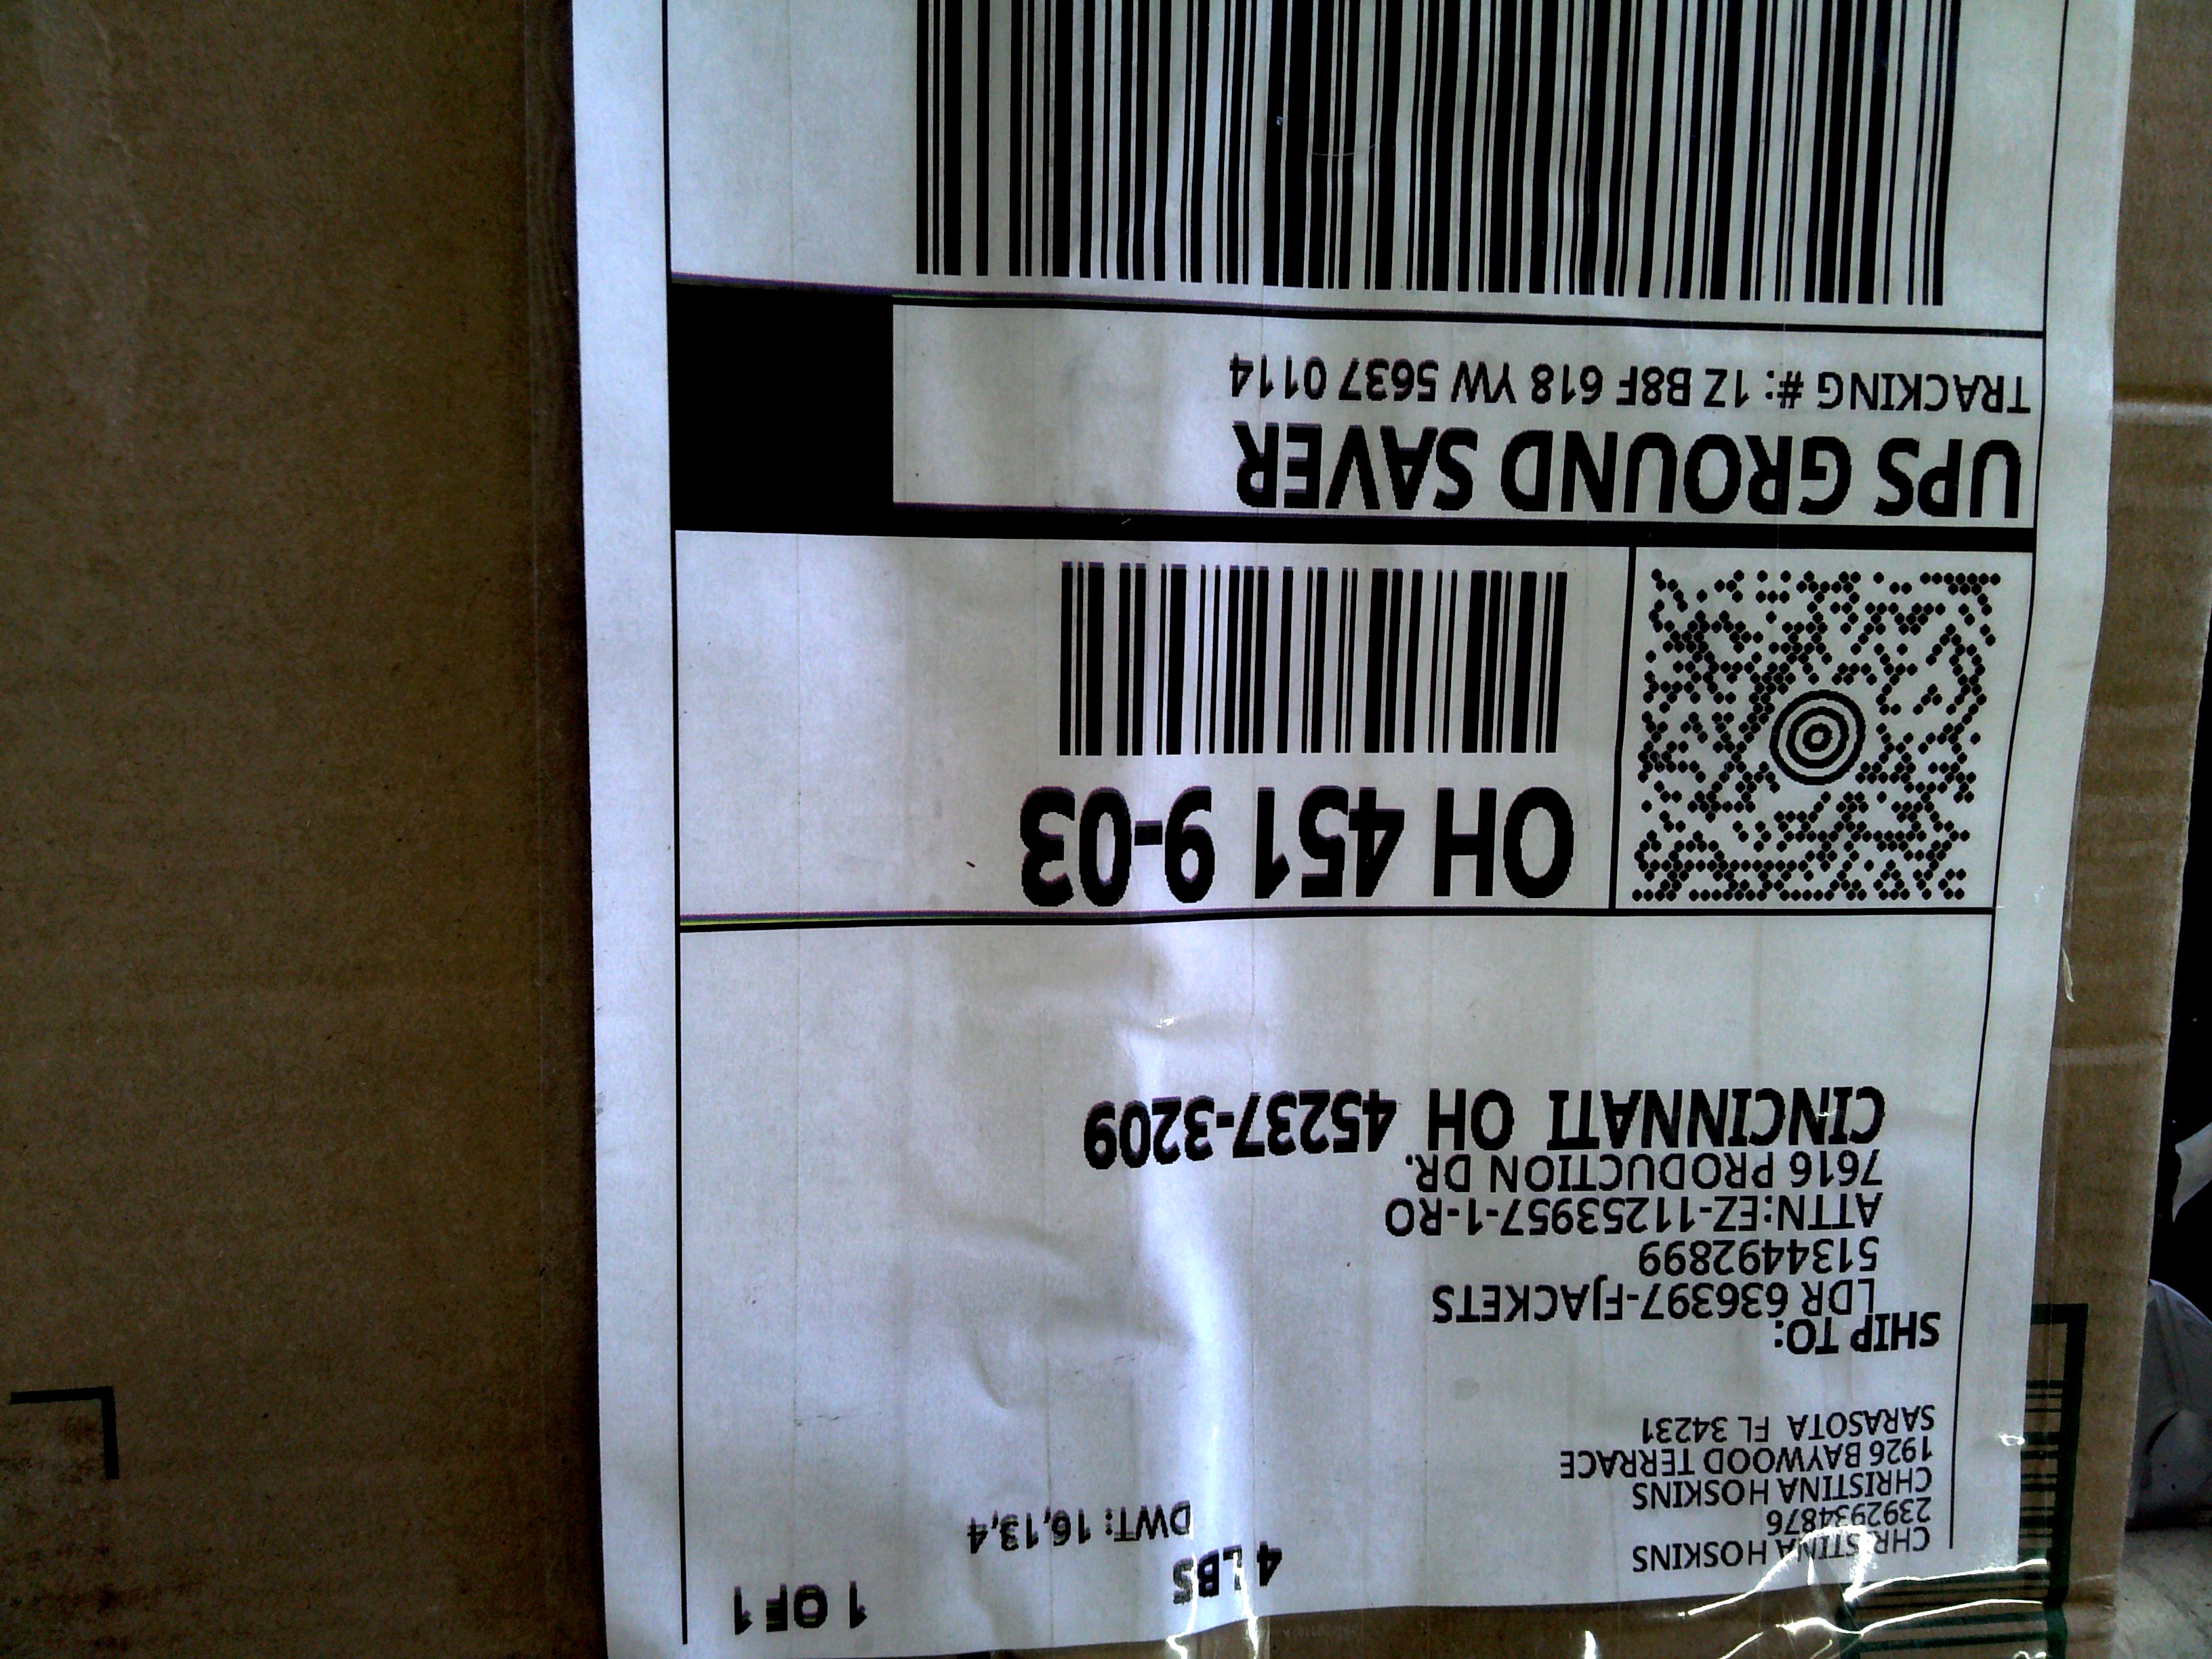 CHRISTINA HOSKINS
2392934876
CHRISTINA HOSKINS
1926 BAYWOOD TERRACE
SARASOTA FL 34231
4 LBS
1 OF 1
DWT: 16,13,4
SHIP TO:
LDR 636397-FJACKETS
5134492899
ATTN:EZ-11253957-1-RO
7616 PRODUCTION DR.
CINCINNATI OH 45237-3209
OH 451 9-03
UPS GROUND SAVER
TRACKING #: 1Z B8F 618 YW 5637 0114